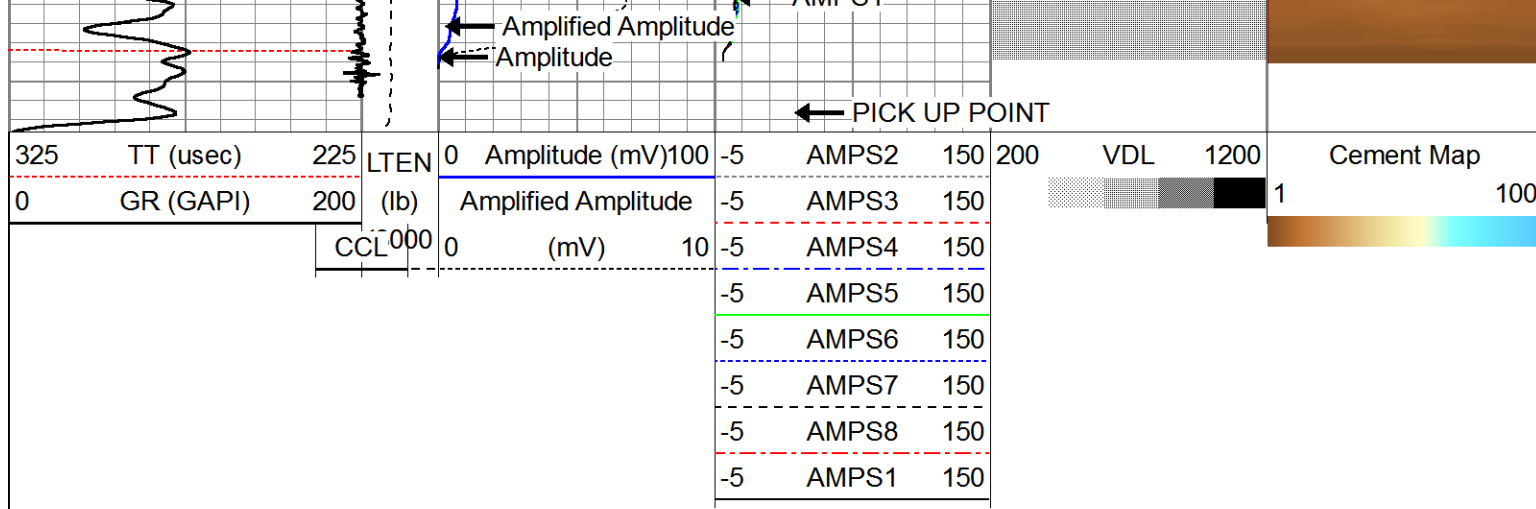 AMPS1
Amplified Amplitude
Amplitude
PICK UP POINT
325 TT (usec) 225
LTEN
0 Amplitude (mV)100
-5 AMPS2 150
200 VDL 1200
Cement Map
0 GR (GAPI) 200
(lb)
Amplified Amplitude
-5 AMPS3 150
1 100
CCL
000
0 (mV) 10
-5 AMPS4 150
-5 AMPS5 150
-5 AMPS6 150
-5 AMPS7 150
-5 AMPS8 150
-5 AMPS1 150